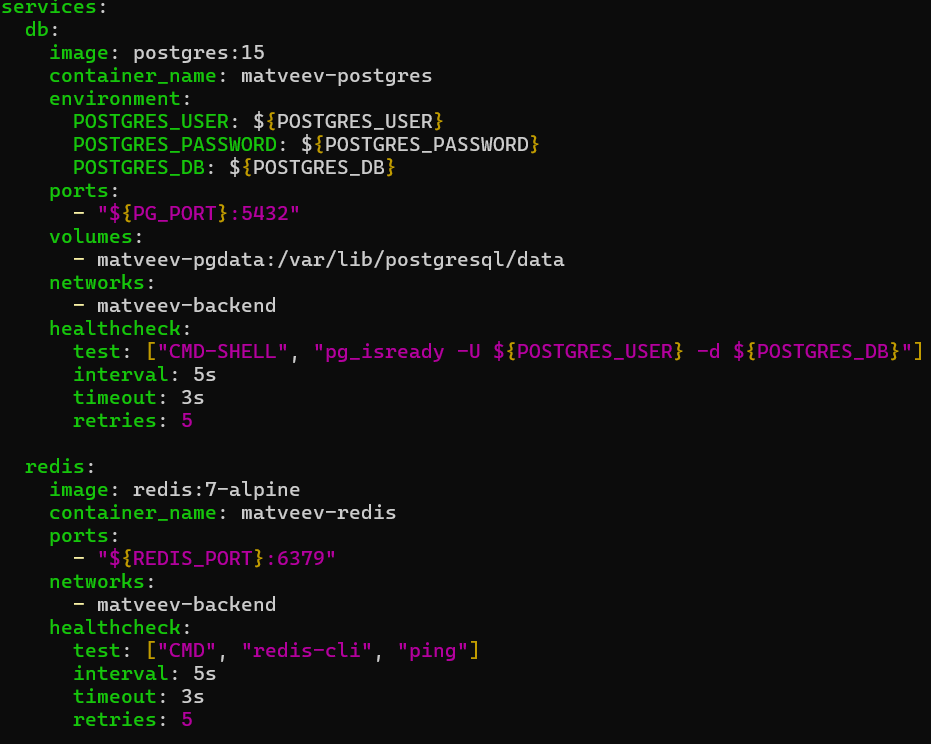 services:
  db:
    image: postgres:15
    container_name: matveev-postgres
    environment:
      POSTGRES_USER: ${POSTGRES_USER}
      POSTGRES_PASSWORD: ${POSTGRES_PASSWORD}
      POSTGRES_DB: ${POSTGRES_DB}
    ports:
      - "${PG_PORT}:5432"
    volumes:
      - matveev-pgdata:/var/lib/postgresql/data
    networks:
      - matveev-backend
    healthcheck:
      test: ["CMD-SHELL", "pg_isready -U ${POSTGRES_USER} -d ${POSTGRES_DB}"]
      interval: 5s
      timeout: 3s
      retries: 5

  redis:
    image: redis:7-alpine
    container_name: matveev-redis
    ports:
      - "${REDIS_PORT}:6379"
    networks:
      - matveev-backend
    healthcheck:
      test: ["CMD", "redis-cli", "ping"]
      interval: 5s
      timeout: 3s
      retries: 5